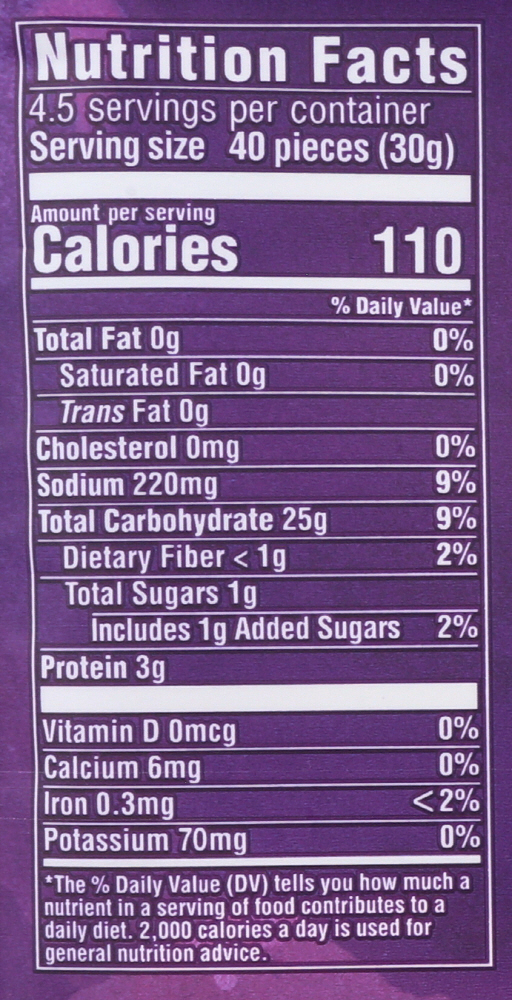 Nutrition Facts
4.5 servings per container
Serving size 40 pieces (30g)
Amount per serving
Calories 110
% Daily Value*
Total Fat 0g 0%
Saturated Fat 0g 0%
Trans Fat 0g
Cholesterol 0mg 0%
Sodium 220mg 9%
Total Carbohydrate 25g 9%
Dietary Fiber < 1g 2%
Total Sugars 1g
Includes 1g Added Sugars 2%
Protein 3g
Vitamin D 0mcg 0%
Calcium 6mg 0%
Iron 0.3mg <2%
Potassium 70mg 0%
*The % Daily Value (DV) tells you how much a
nutrient in a serving of food contributes to a
daily diet. 2,000 calories a day is used for
general nutrition advice.